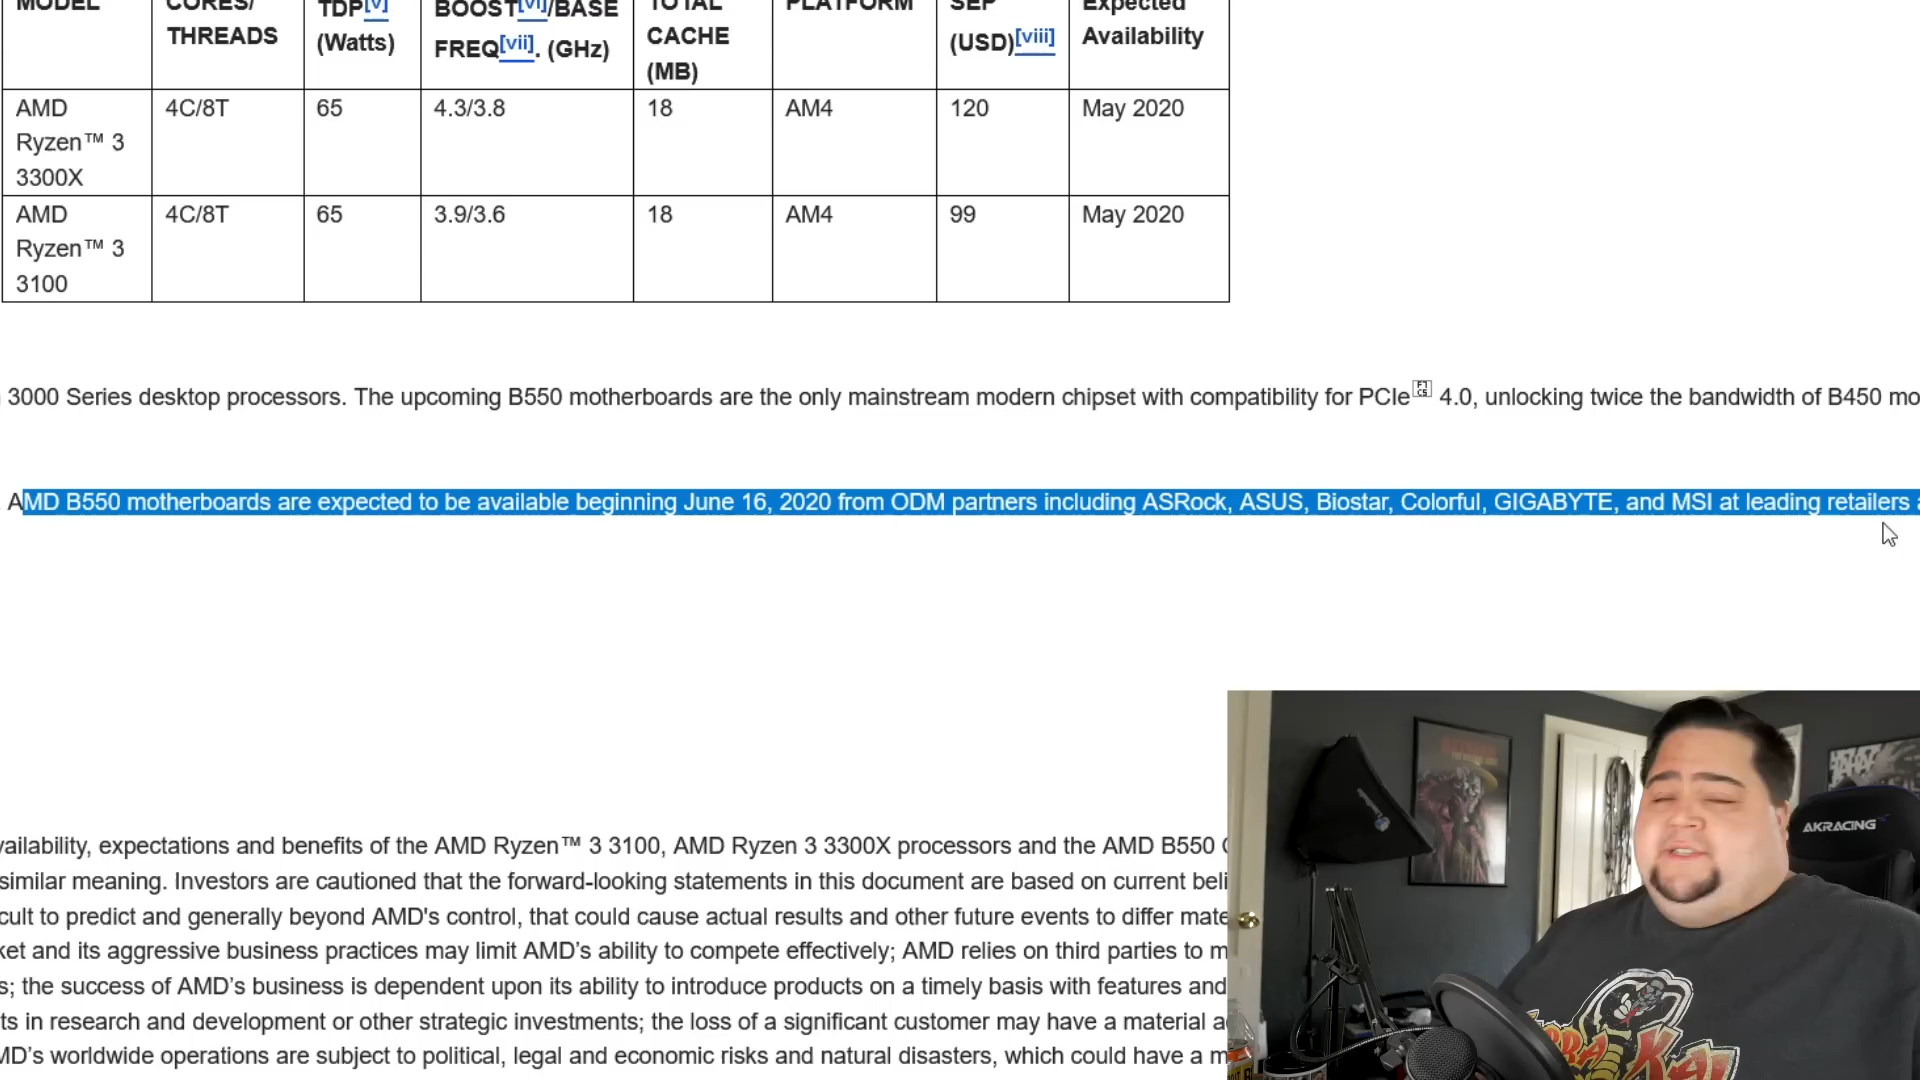 MODEL
CORES/
THREADS
TDP[v]
(Watts)
BOOST[vi]/BASE
FREQ[vii]. (GHz)
TOTAL
CACHE
(MB)
PLATFORM
SEP
(USD)[viii]
Expected
Availability
AMD
Ryzen™ 3
3300X
4C/8T
65
4.3/3.8
18
AM4
120
May 2020
AMD
Ryzen™ 3
3100
4C/8T
65
3.9/3.6
18
AM4
99
May 2020
3000 Series desktop processors. The upcoming B550 motherboards are the only mainstream modern chipset with compatibility for PCIe 4.0, unlocking twice the bandwidth of B450 mo
AMD B550 motherboards are expected to be available beginning June 16, 2020 from ODM partners including ASRock, ASUS, Biostar, Colorful, GIGABYTE, and MSI at leading retailers a
vailability, expectations and benefits of the AMD Ryzen™ 3 3100, AMD Ryzen 3 3300X processors and the AMD B550
similar meaning. Investors are cautioned that the forward-looking statements in this document are based on current beli
cult to predict and generally beyond AMD's control, that could cause actual results and other future events to differ mate
ket and its aggressive business practices may limit AMD’s ability to compete effectively; AMD relies on third parties to m
s; the success of AMD’s business is dependent upon its ability to introduce products on a timely basis with features and
ts in research and development or other strategic investments; the loss of a significant customer may have a material a
MD’s worldwide operations are subject to political, legal and economic risks and natural disasters, which could have a m
AKRACING